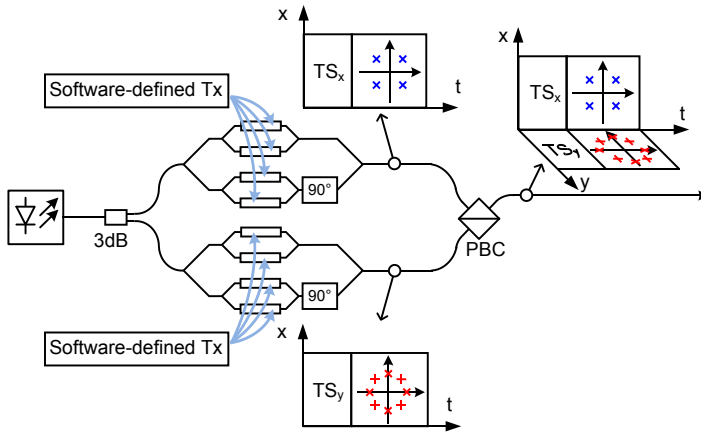 x
TSₓ
t
x
TSₓ
t
TSy
y
Software-defined Tx
90°
3dB
PBC
90°
Software-defined Tx
x
TSy
t